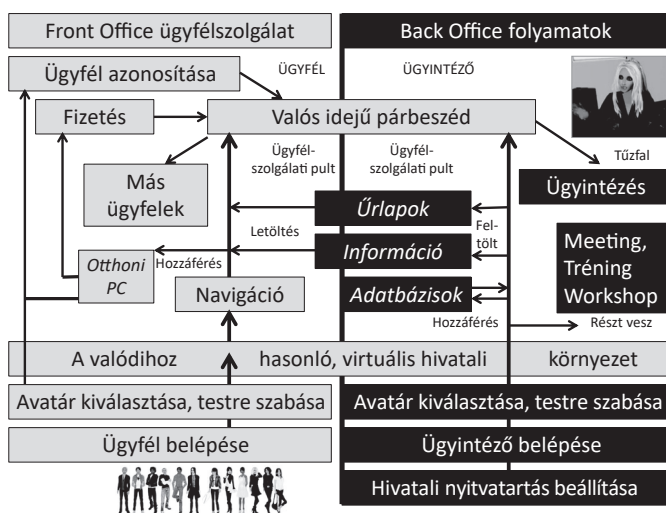 Front Office ügyfélszolgálat
Back Office folyamatok
Ügyfél azonosítása
ÜGYFÉL
ÜGYINTÉZŐ
Fizetés
Valós idejű párbeszéd
Tűzfal
Ügyfél-
szolgálati pult
Ügyfél-
szolgálati pult
Más
ügyfelek
Ügyintézés
Űrlapok
Letöltés
Fel-
tölt
Információ
Meeting,
Tréning
Workshop
Otthoni
PC
Hozzáférés
Navigáció
Adatbázisok
Hozzáférés
Részt vesz
A valódihoz hasonló, virtuális hivatali környezet
Avatár kiválasztása, testre szabása
Avatár kiválasztása, testre szabása
Ügyfél belépése
Ügyintéző belépése
Hivatali nyitvatartás beállítása